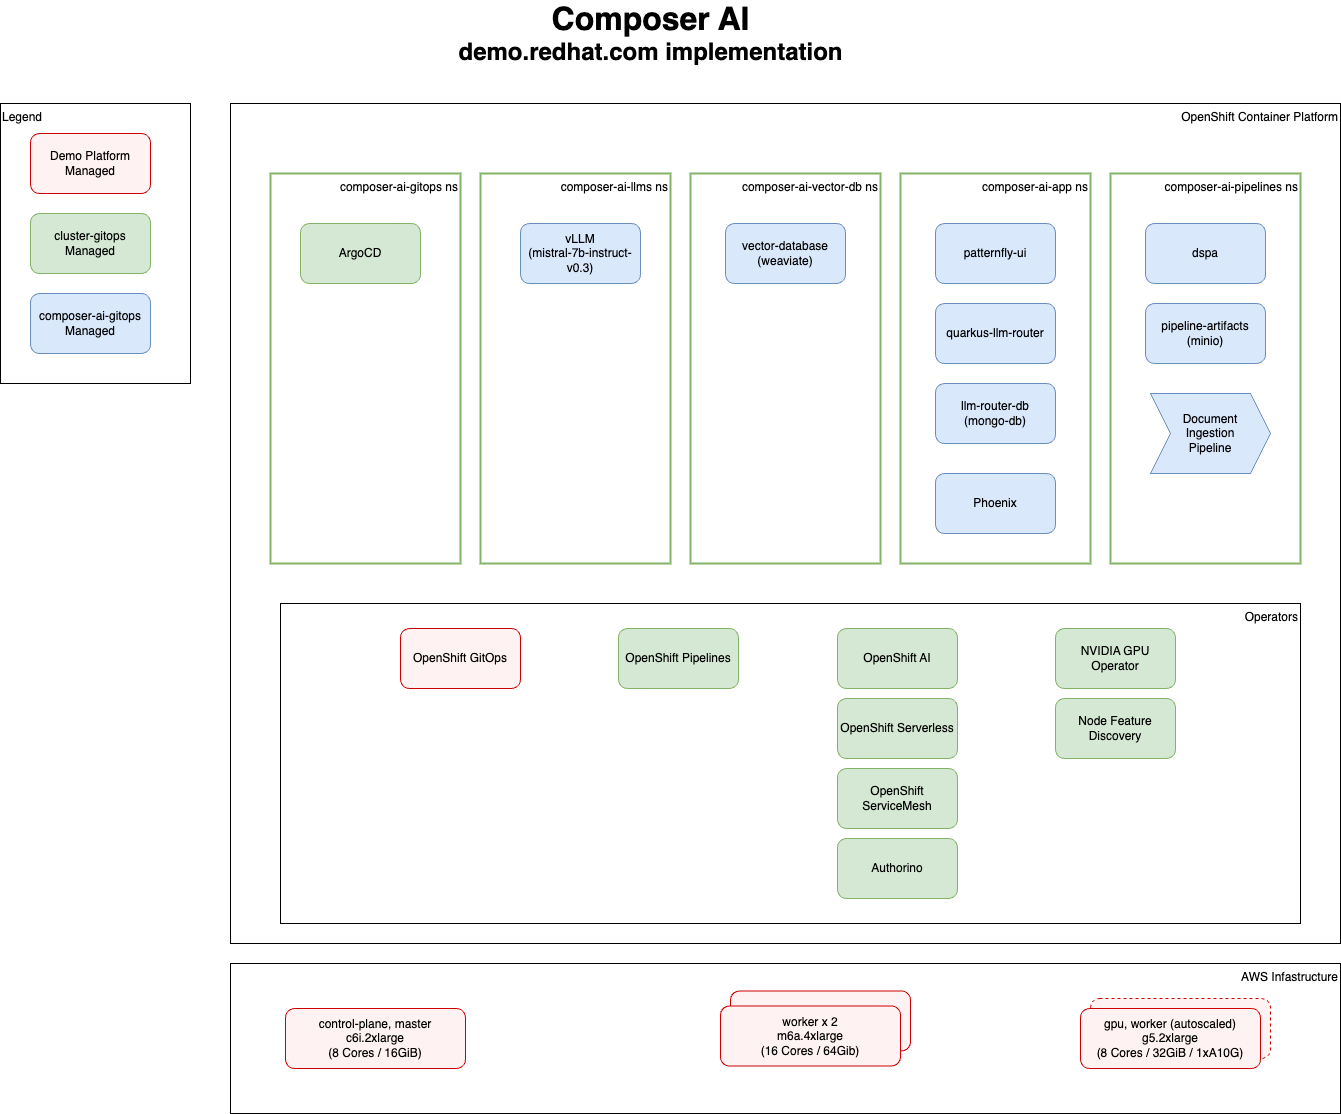 Composer AI
demo.redhat.com implementation
Legend
Demo Platform
Managed
cluster-gitops
Managed
composer-ai-gitops
Managed
OpenShift Container Platform
composer-ai-gitops ns
ArgoCD
composer-ai-llms ns
vLLM
(mistral-7b-instruct-
v0.3)
composer-ai-vector-db ns
vector-database
(weaviate)
composer-ai-app ns
patternfly-ui
quarkus-llm-router
llm-router-db
(mongo-db)
Phoenix
composer-ai-pipelines ns
dspa
pipeline-artifacts
(minio)
Document
Ingestion
Pipeline
Operators
OpenShift GitOps
OpenShift Pipelines
OpenShift AI
OpenShift Serverless
OpenShift
ServiceMesh
Authorino
NVIDIA GPU
Operator
Node Feature
Discovery
AWS Infastructure
control-plane, master
c6i.2xlarge
(8 Cores / 16GiB)
worker x 2
m6a.4xlarge
(16 Cores / 64Gib)
gpu, worker (autoscaled)
g5.2xlarge
(8 Cores / 32GiB / 1xA10G)